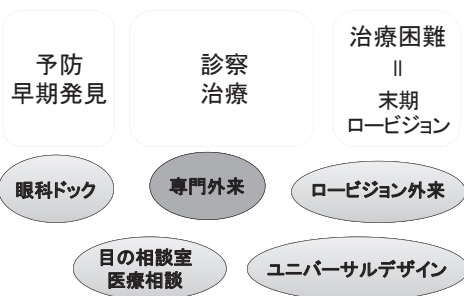 予防
早期発見
診察
治療
治療困難
॥
末期
ロービジョン
眼科ドック
専門外来
ロービジョン外来
目の相談室
医療相談
ユニバーサルデザイン